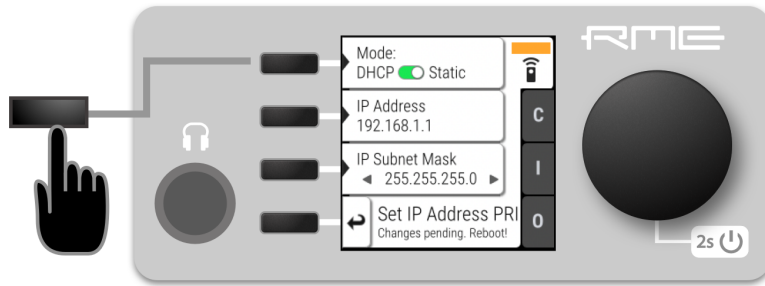 RME
Mode:
DHCP Static
IP Address
192.168.1.1
C
IP Subnet Mask
255.255.255.0
I
Set IP Address PRI
Changes pending. Reboot!
O
2s